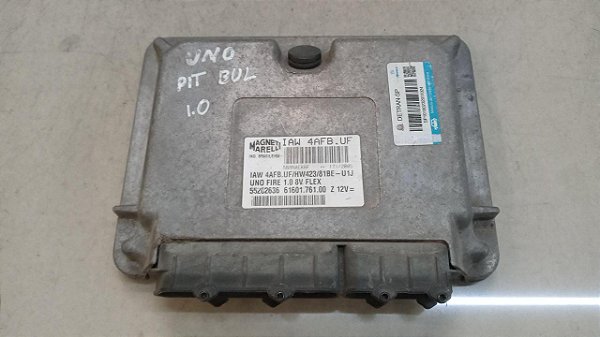 UNO
PIT BUL
1.0
MAGNETI
MARELLI
IAW 4AFB.UF
IAW 4AFB.UF/HW423/81BE-U1J
UNO FIRE 1.0 8V FLEX
55202636 61601.761.00 Z 12V=
DETRAN-SP